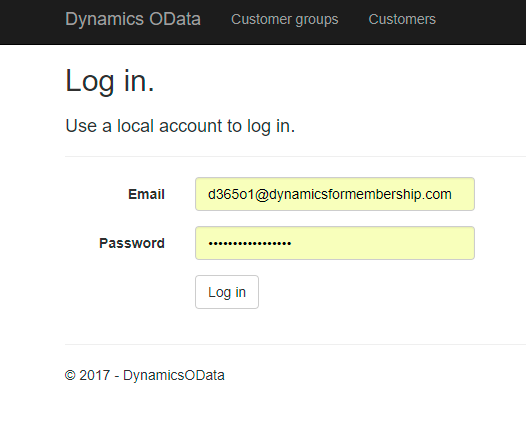 Dynamics OData Customer groups Customers
Log in.
Use a local account to log in.
Email d365o1@dynamicsformembership.com
Password •••••••••••••••••
Log in
© 2017 - DynamicsOData